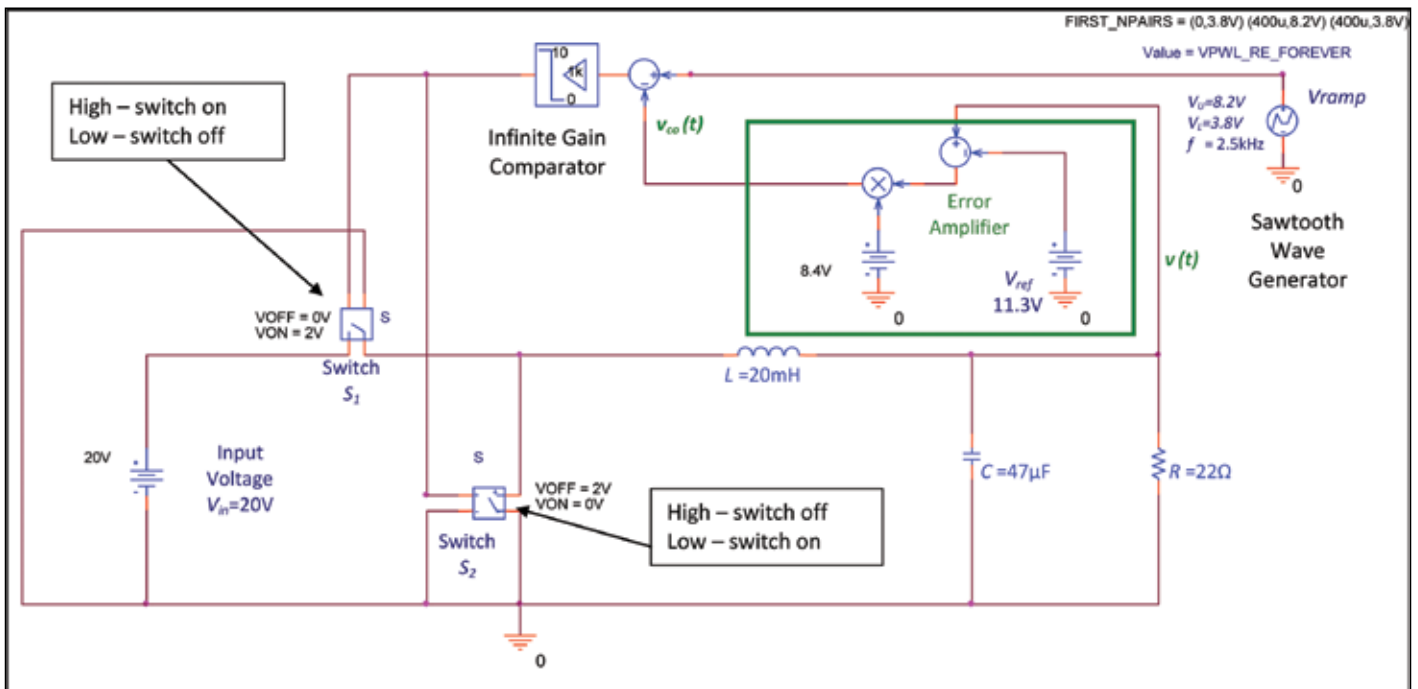 FIRST_NPAIRS = (0,3.8V) (400u,8.2V) (400u,3.8V)
Value = VPWL_RE_FOREVER
High – switch on
Low – switch off
10
1k
0
Infinite Gain
Comparator
+
-
vco(t)
Vramp
VU=8.2V
VL=3.8V
f = 2.5kHz
0
Sawtooth
Wave
Generator
Error
Amplifier
8.4V
0
Vref
11.3V
0
v(t)
VOFF = 0V
VON = 2V
S
Switch
S1
L =20mH
20V
Input
Voltage
Vin=20V
S
VOFF = 2V
VON = 0V
Switch
S2
High – switch off
Low – switch on
C =47µF
R =22Ω
0